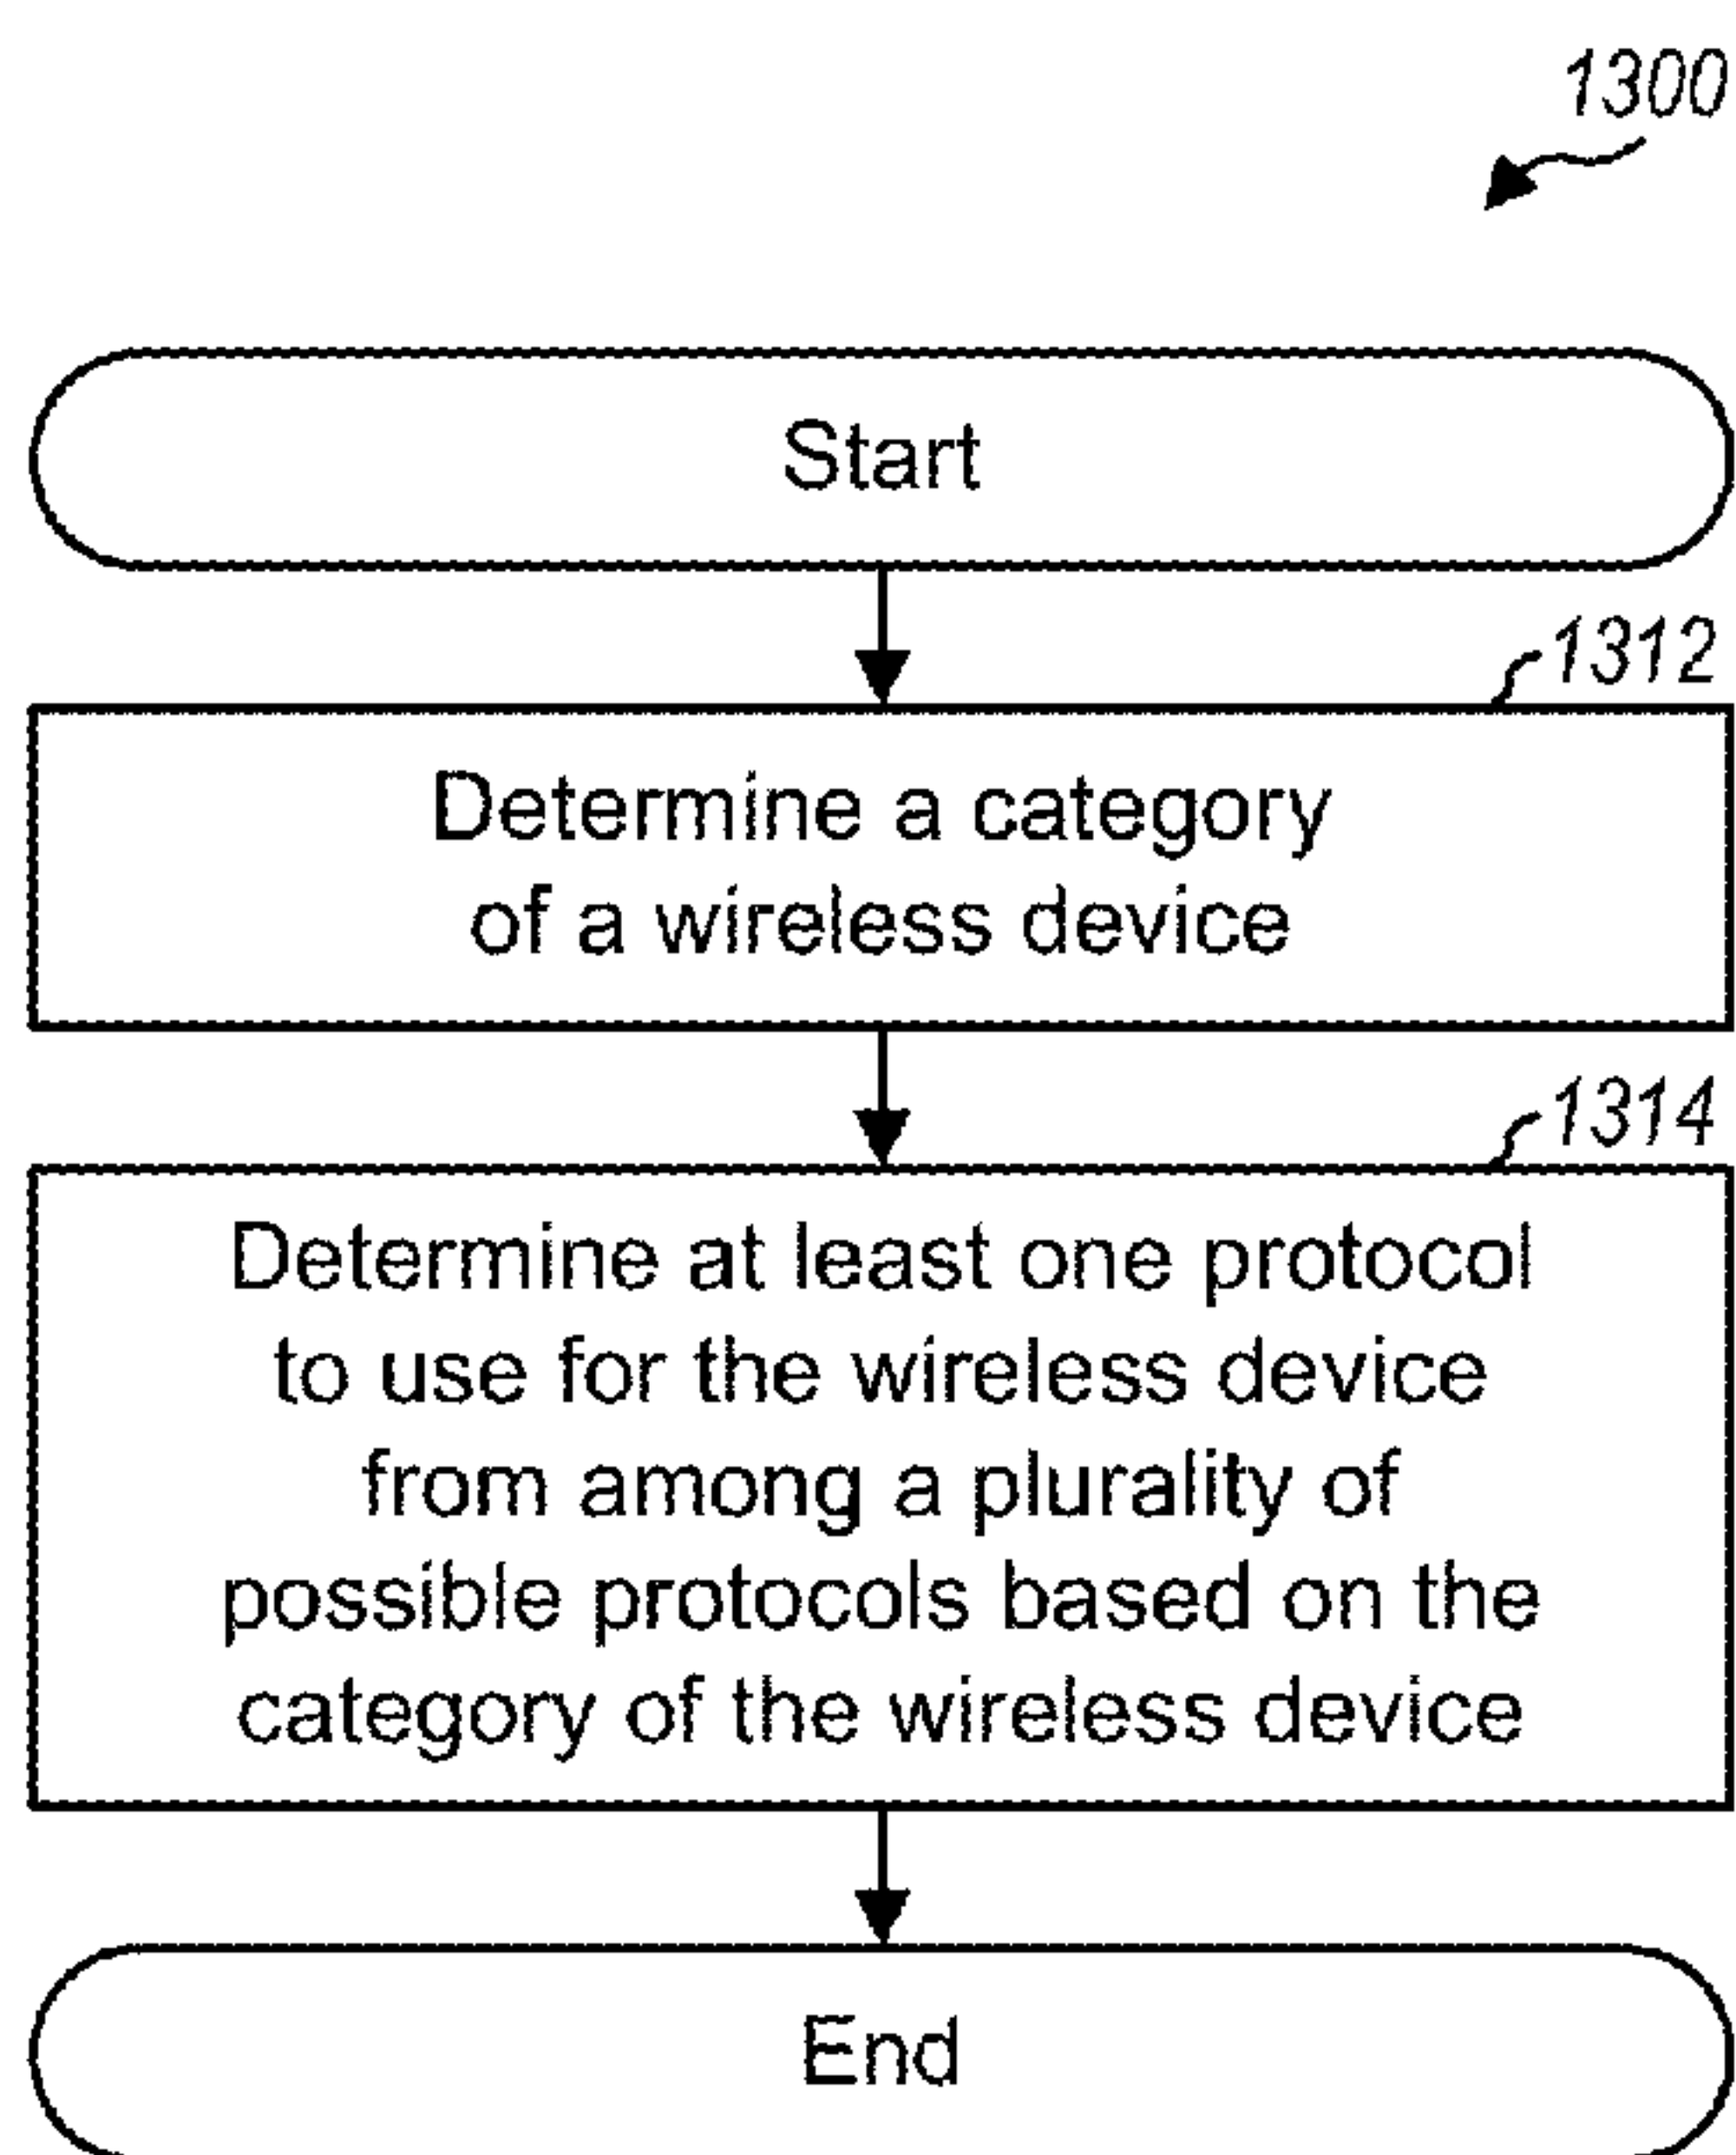 1300
Start
1312
Determine a category
of a wireless device
1314
Determine at least one protocol
to use for the wireless device
from among a plurality of
possible protocols based on the
category of the wireless device
End